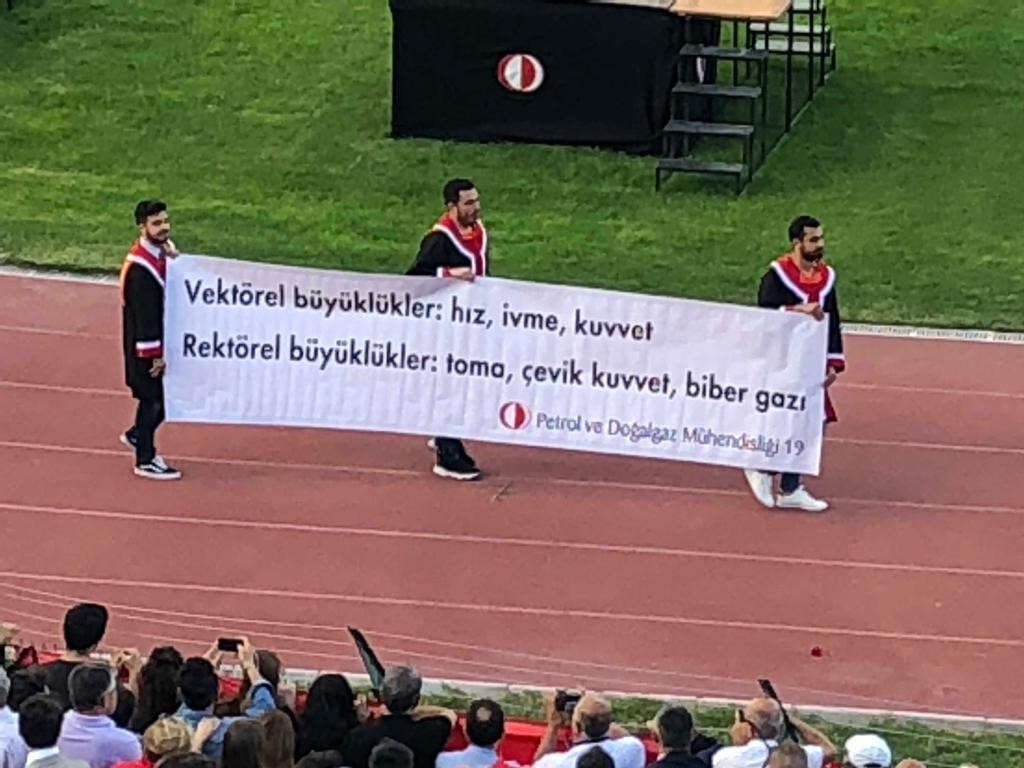 Vektörel büyüklükler: hız, ivme, kuvvet
Rektörel büyüklükler: toma, çevik kuvvet, biber gazı
Petrol ve Doğalgaz Mühendisliği 19